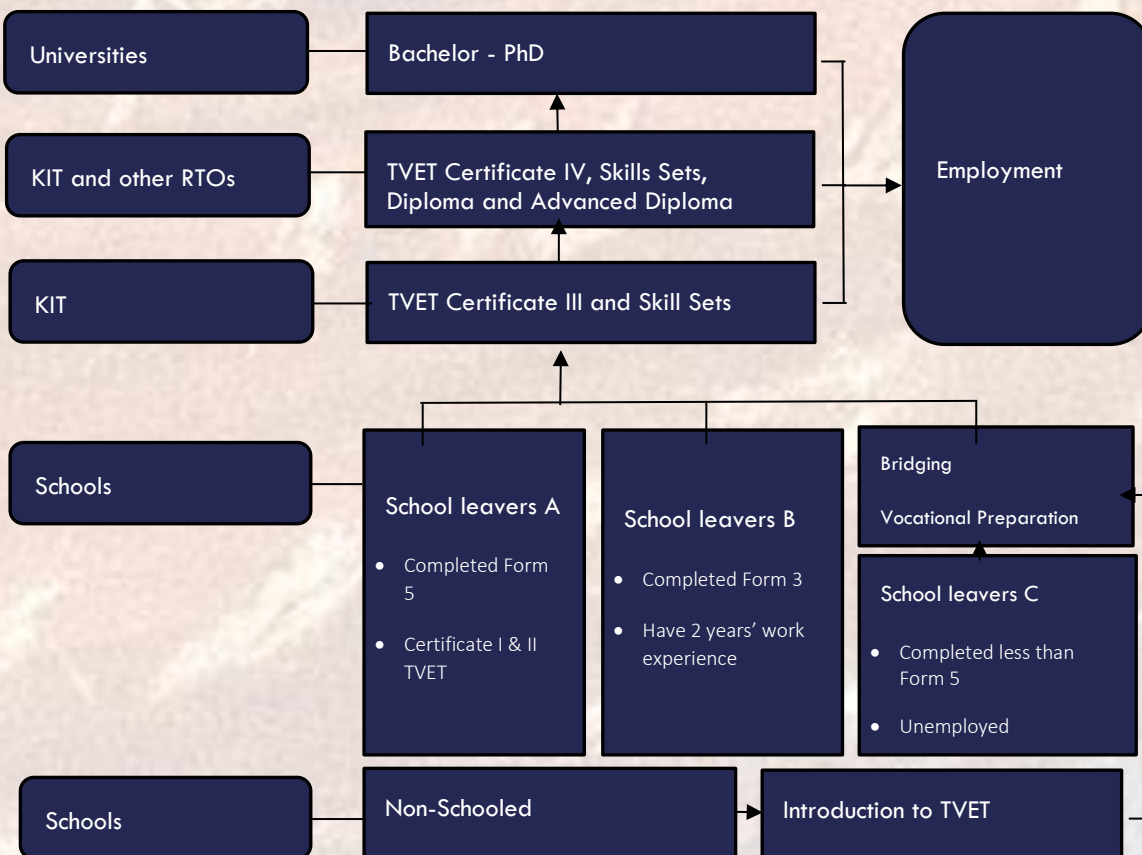 Universities
Bachelor - PhD
Employment
KIT and other RTOs
TVET Certificate IV, Skills Sets,
Diploma and Advanced Diploma
KIT
TVET Certificate III and Skill Sets
Schools
School leavers A
• Completed Form
5
• Certificate I & II
TVET
School leavers B
• Completed Form 3
• Have 2 years’ work
experience
Bridging
Vocational Preparation
School leavers C
• Completed less than
Form 5
• Unemployed
Schools
Non-Schooled
Introduction to TVET